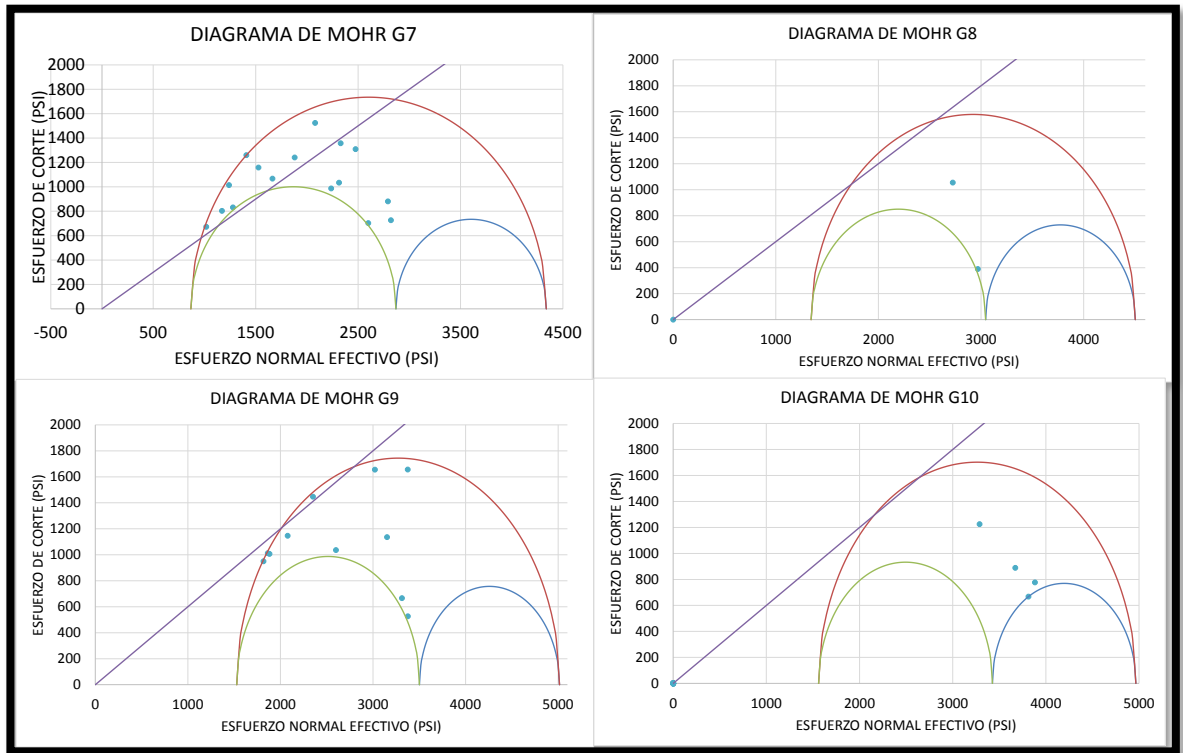 DIAGRAMA DE MOHR G7
ESFUERZO DE CORTE (PSI)
2000
1800
1600
1400
1200
1000
800
600
400
200
0
-500 500 1500 2500 3500 4500
ESFUERZO NORMAL EFECTIVO (PSI)
DIAGRAMA DE MOHR G8
ESFUERZO DE CORTE (PSI)
2000
1800
1600
1400
1200
1000
800
600
400
200
0
0 1000 2000 3000 4000
ESFUERZO NORMAL EFECTIVO (PSI)
DIAGRAMA DE MOHR G9
ESFUERZO DE CORTE (PSI)
2000
1800
1600
1400
1200
1000
800
600
400
200
0
0 1000 2000 3000 4000 5000
ESFUERZO NORMAL EFECTIVO (PSI)
DIAGRAMA DE MOHR G10
ESFUERZO DE CORTE (PSI)
2000
1800
1600
1400
1200
1000
800
600
400
200
0
0 1000 2000 3000 4000 5000
ESFUERZO NORMAL EFECTIVO (PSI)